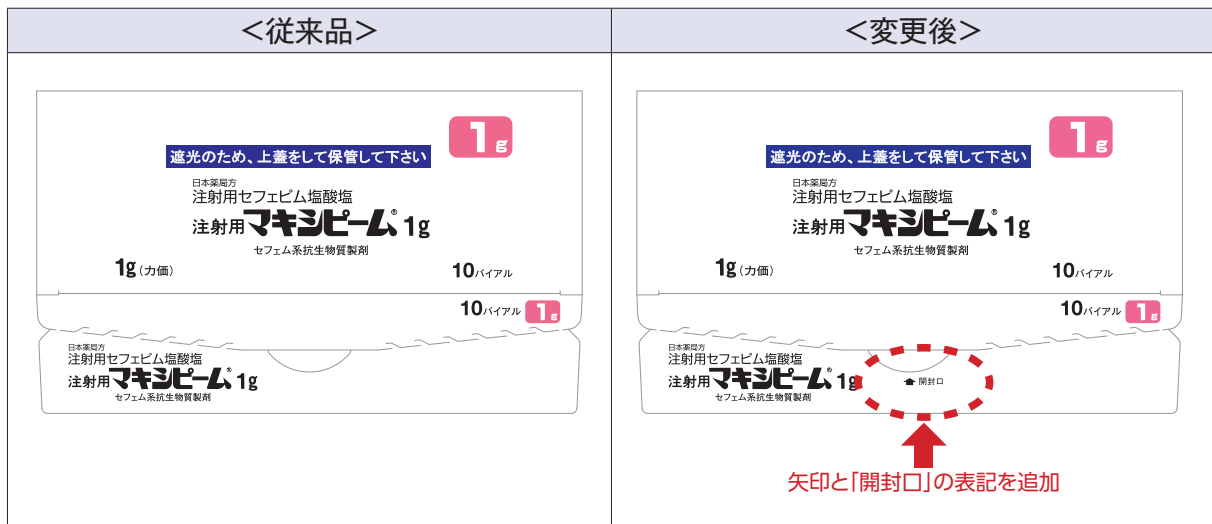 ＜従来品＞
1g
遮光のため、上蓋をして保管して下さい
日本薬局方
注射用セフェピム塩酸塩
注射用マキシピーム® 1g
セフェム系抗生物質製剤
1g（力価） 10バイアル
10バイアル 1g
日本薬局方
注射用セフェピム塩酸塩
注射用マキシピーム® 1g
セフェム系抗生物質製剤
＜変更後＞
1g
遮光のため、上蓋をして保管して下さい
日本薬局方
注射用セフェピム塩酸塩
注射用マキシピーム® 1g
セフェム系抗生物質製剤
1g（力価） 10バイアル
10バイアル 1g
日本薬局方
注射用セフェピム塩酸塩
注射用マキシピーム® 1g
セフェム系抗生物質製剤
開封口
矢印と「開封口」の表記を追加